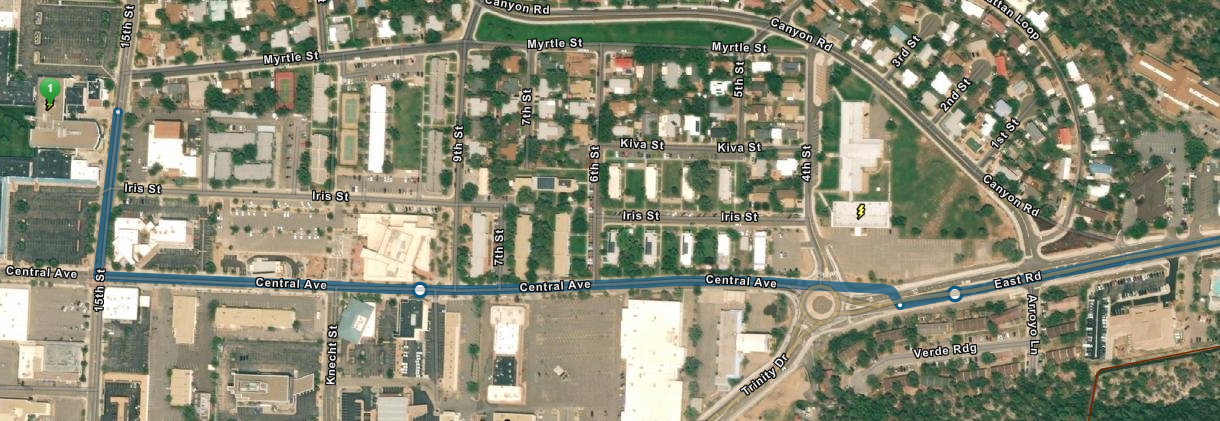 Canyon Rd
attan Loop
15th St
Canyon Rd
Myrtle St
Myrtle St
Myrtle St
3rd St
1
5th St
2nd St
7th St
1st St
9th St
Kiva St
Kiva St
6th St
4th St
Iris St
Iris St
Canyon Rd
Iris St
Iris St
7th St
Central Ave
15th St
Central Ave
Central Ave
Central Ave
East Rd
Arroyo Ln
Knecht St
Verde Rdg
Trinity Dr